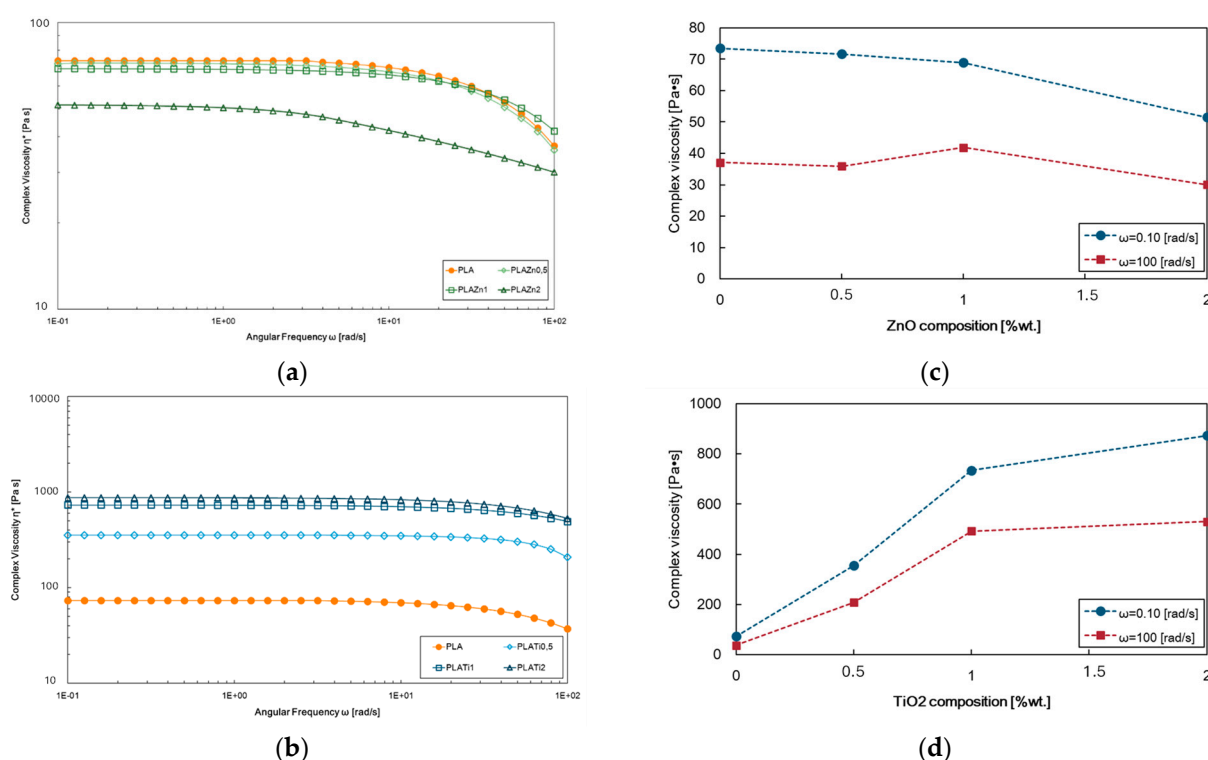 100
Complex Viscosity η* [Pa s]
PLA
PLAZn0,5
PLAZn1
PLAZn2
10
1E-01
1E+00
1E+01
1E+02
Angular Frequency ω [rad/s]
(a)
80
70
60
50
40
30
20
10
0
Complex viscosity [Pa•s]
ω=0.10 [rad/s]
ω=100 [rad/s]
0
0.5
1
1.5
2
ZnO composition [%wt.]
(c)
10000
1000
100
10
Complex Viscosity η* [Pa s]
PLA
PLATi0,5
PLATi1
PLATi2
1E-01
1E+00
1E+01
1E+02
Angular Frequency ω [rad/s]
(b)
1000
800
600
400
200
0
Complex viscosity [Pa•s]
ω=0.10 [rad/s]
ω=100 [rad/s]
0
0.5
1
1.5
2
TiO2 composition [%wt.]
(d)